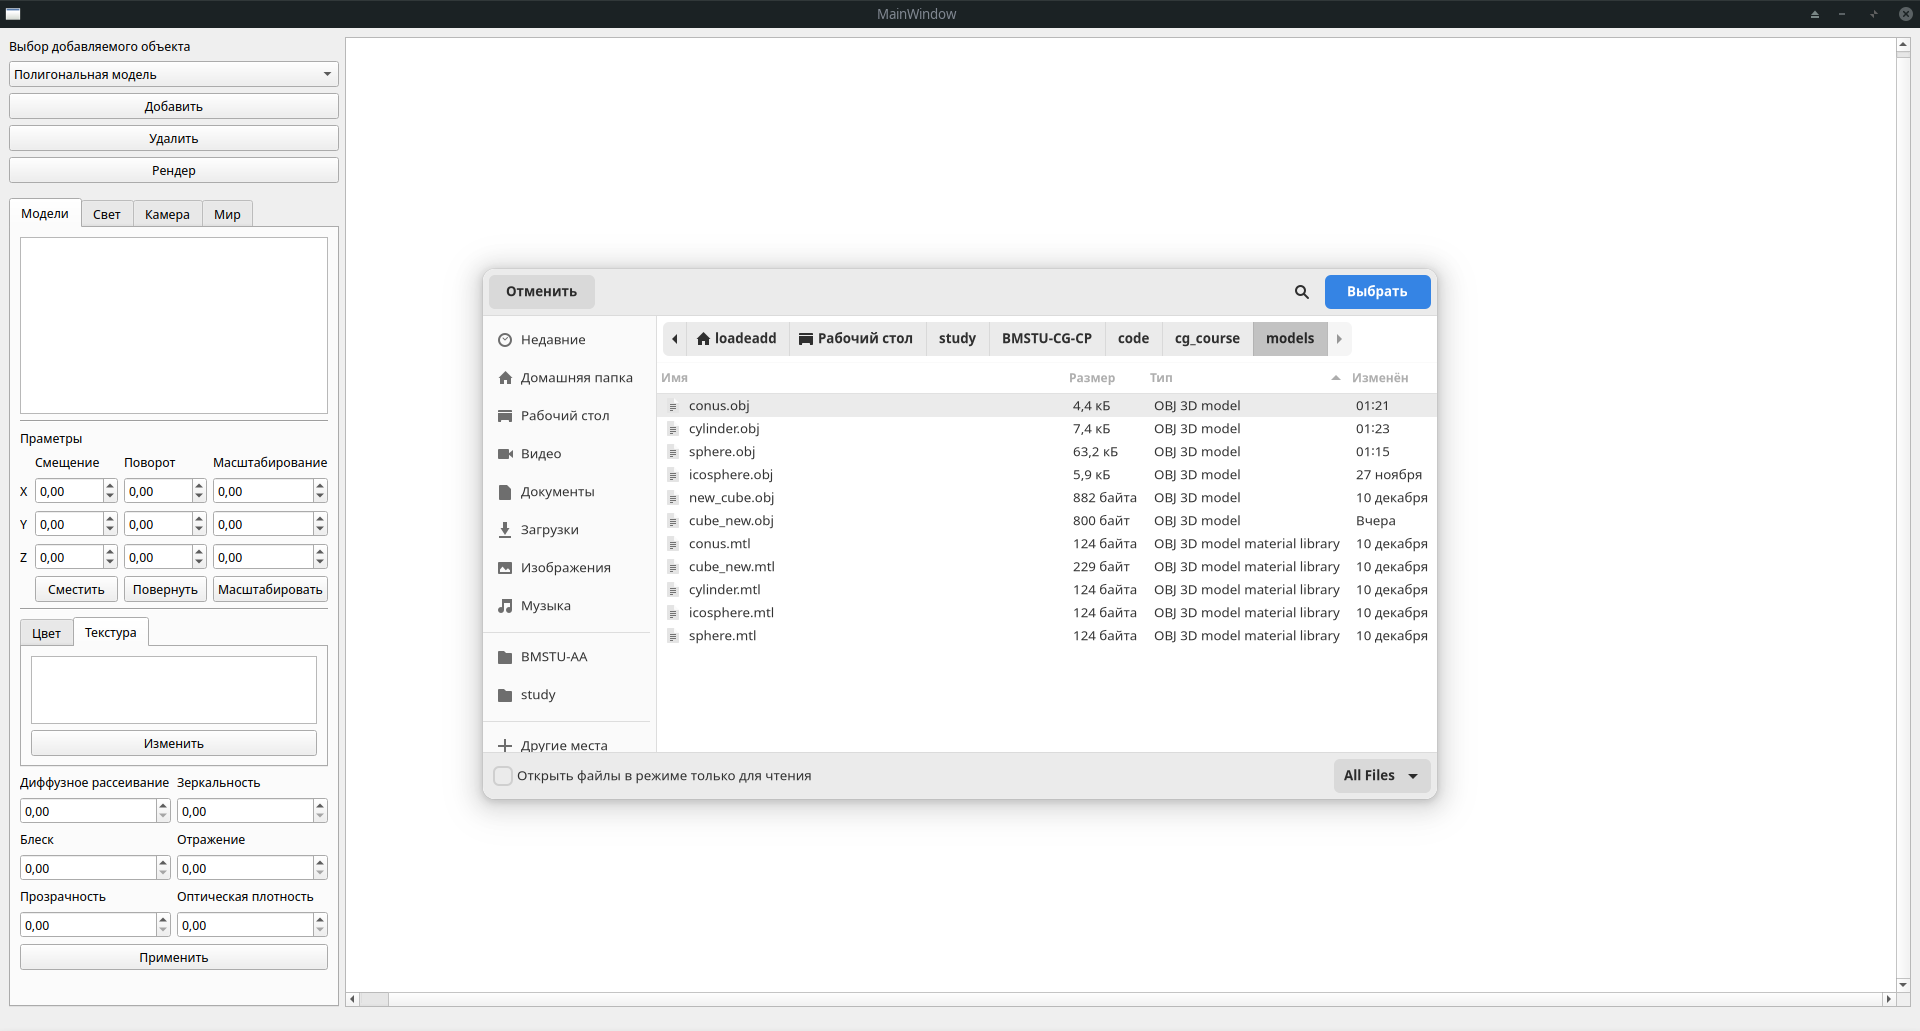 MainWindow
Выбор добавляемого объекта
Полигональная модель
Добавить
Удалить
Рендер
Модели Свет Камера Мир
Праметры
Смещение Поворот Масштабирование
X 0,00 0,00 0,00
Y 0,00 0,00 0,00
Z 0,00 0,00 0,00
Сместить Повернуть Масштабировать
Цвет Текстура
Изменить
Диффузное рассеивание Зеркальность
0,00 0,00
Блеск Отражение
0,00 0,00
Прозрачность Оптическая плотность
0,00 0,00
Применить
Отменить Выбрать
Недавние
Домашняя папка
Рабочий стол
Видео
Документы
Загрузки
Изображения
Музыка
BMSTU-AA
study
Другие места
loadeadd Рабочий стол study BMSTU-CG-CP code cg_course models
Имя Размер Тип Изменён
conus.obj 4,4 кБ OBJ 3D model 01:21
cylinder.obj 7,4 кБ OBJ 3D model 01:23
sphere.obj 63,2 кБ OBJ 3D model 01:15
icosphere.obj 5,9 кБ OBJ 3D model 27 ноября
new_cube.obj 882 байта OBJ 3D model 10 декабря
cube_new.obj 800 байт OBJ 3D model Вчера
conus.mtl 124 байта OBJ 3D model material library 10 декабря
cube_new.mtl 229 байт OBJ 3D model material library 10 декабря
cylinder.mtl 124 байта OBJ 3D model material library 10 декабря
icosphere.mtl 124 байта OBJ 3D model material library 10 декабря
sphere.mtl 124 байта OBJ 3D model material library 10 декабря
Открыть файлы в режиме только для чтения All Files